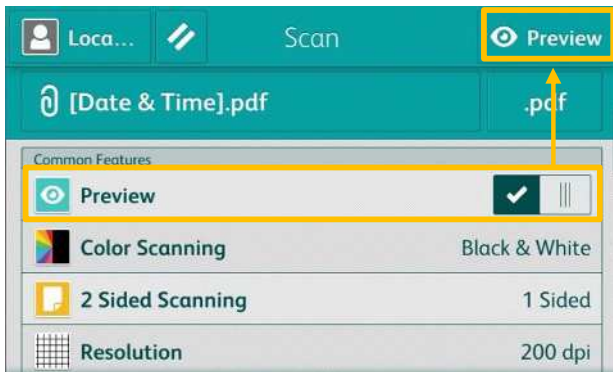 Loca... Scan Preview
[Date & Time].pdf .pdf
Common Features
Preview
Color Scanning Black & White
2 Sided Scanning 1 Sided
Resolution 200 dpi